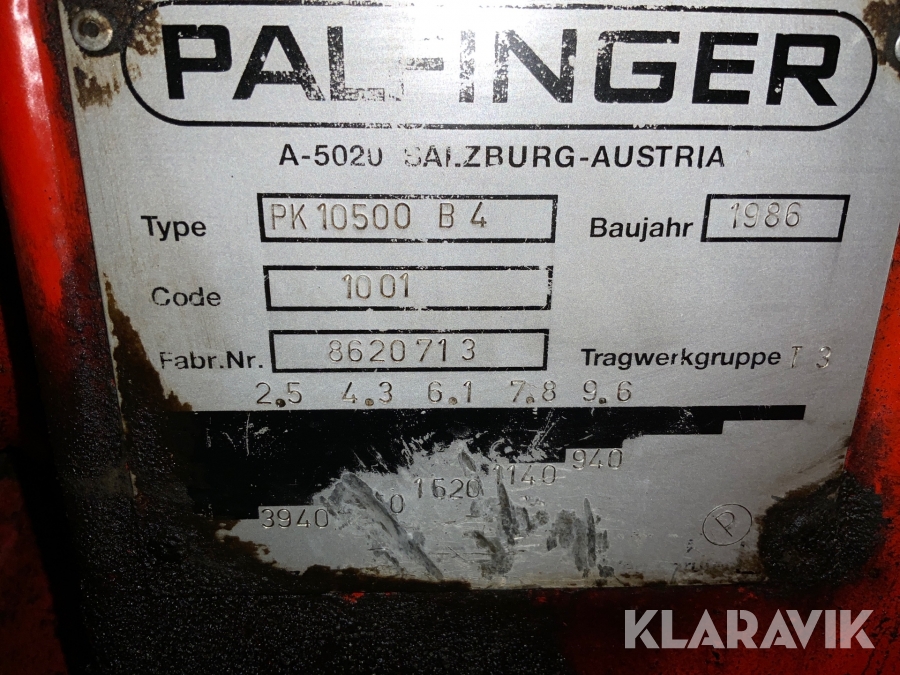 PALFINGER
A-5020 SALZBURG-AUSTRIA
Type PK 10500 B 4 Baujahr 1986
Code 1001
Fabr.Nr. 8620713 Tragwerkgruppe T 3
2.5 4.3 6.1 7.8 9.6
940
1140
1620
3940
P
KLARAVIK